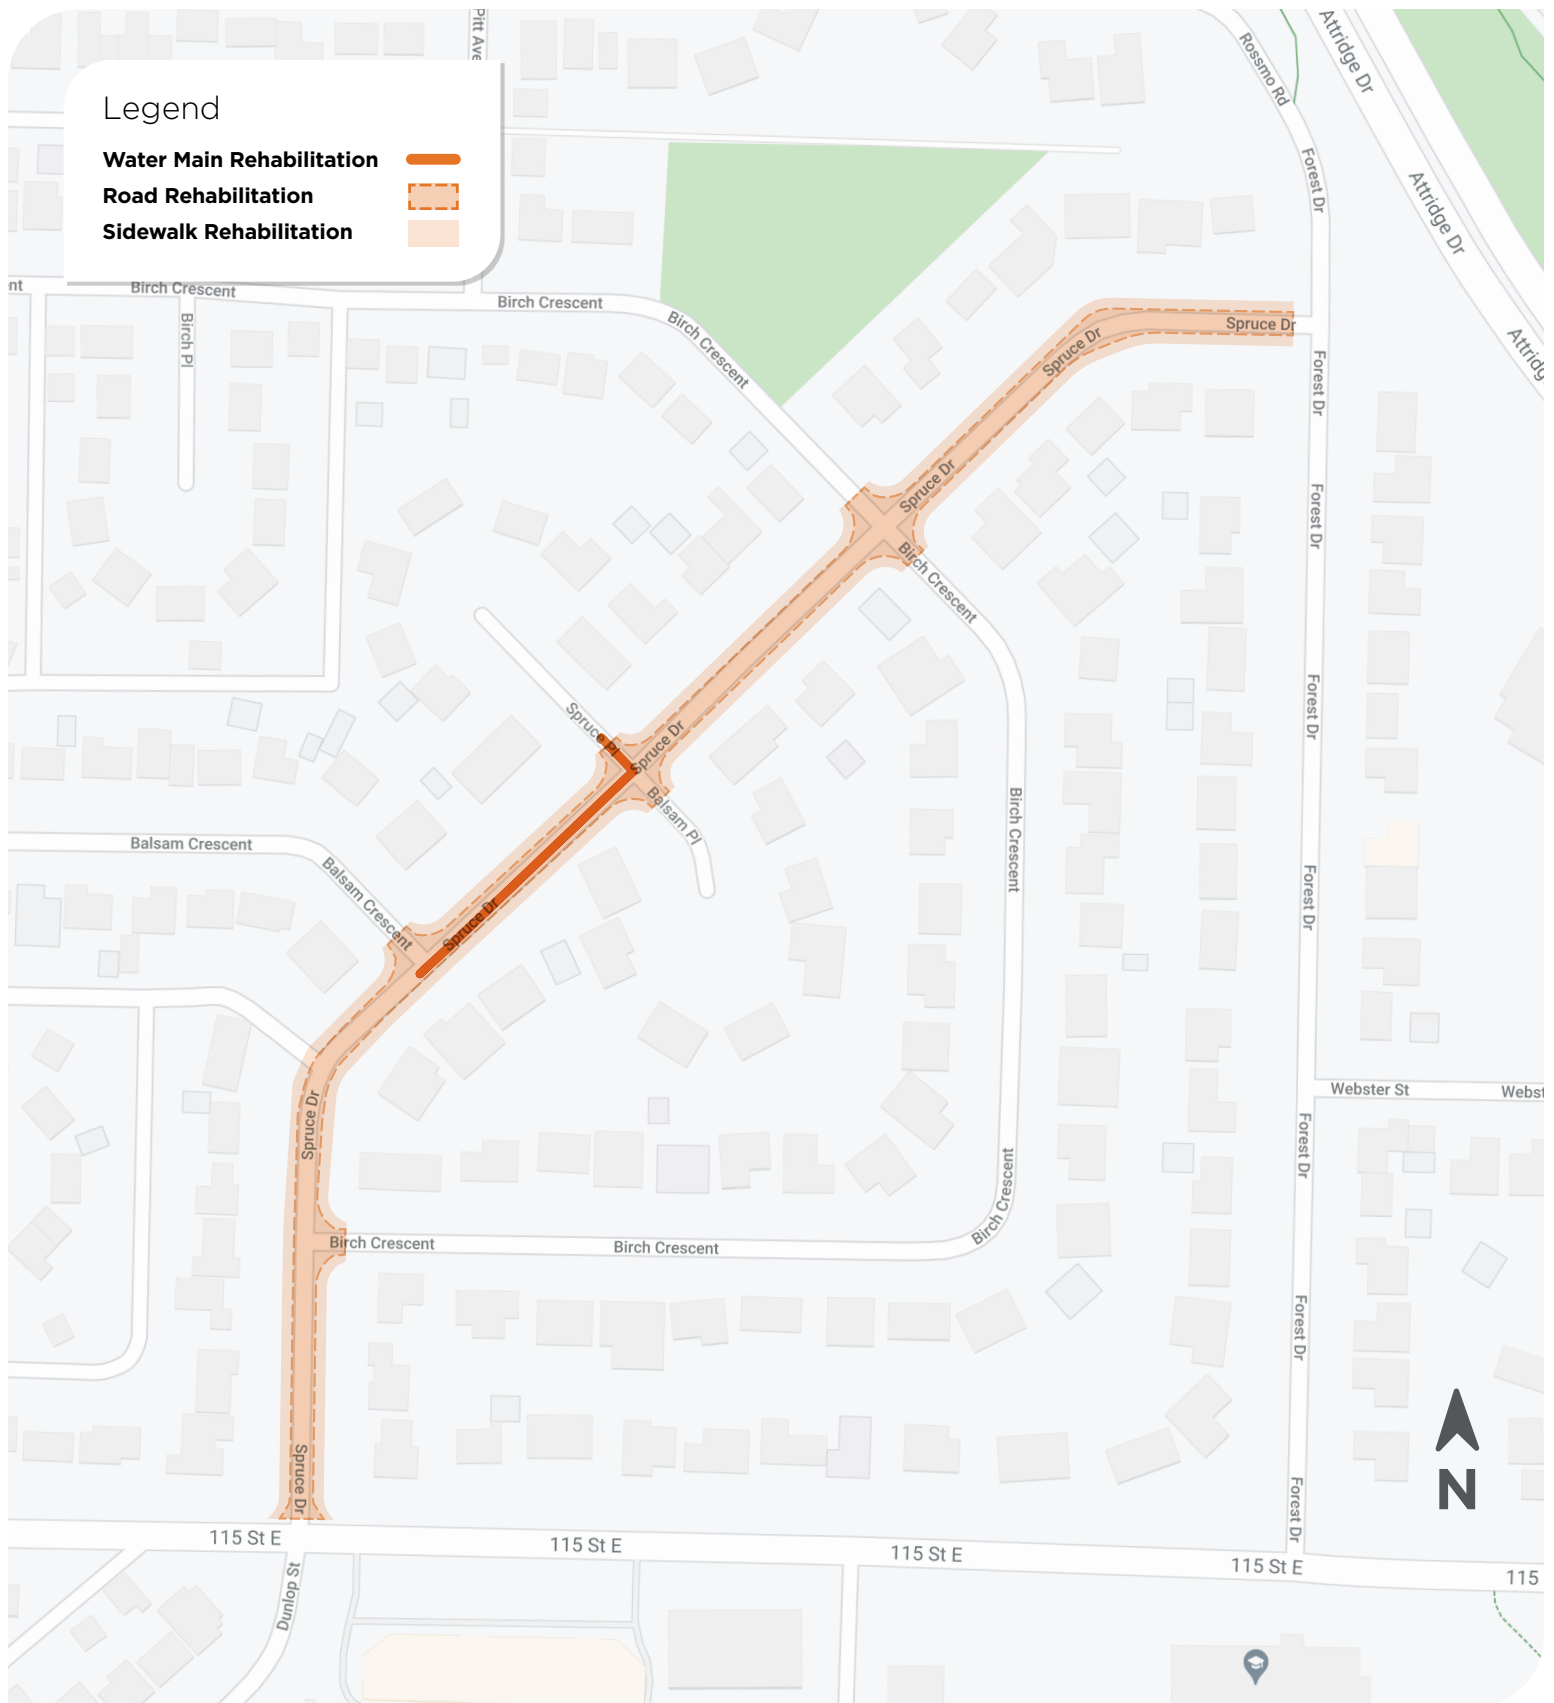 Pitt Ave
Rossmo Rd
Attridge Dr
Legend
Water Main Rehabilitation
Road Rehabilitation
Sidewalk Rehabilitation
Forest Dr
Attridge Dr
nt
Birch Crescent
Birch Crescent
Birch Pl
Birch Crescent
Spruce Dr
Spruce Dr
Attridg
Forest Dr
Spruce Dr
Forest Dr
Birch Crescent
Spruce Pl
Spruce Dr
Forest Dr
Balsam Pl
Birch Crescent
Balsam Crescent
Balsam Crescent
Spruce Dr
Forest Dr
Spruce Dr
Webster St
Webst
Forest Dr
Birch Crescent
Birch Crescent
Birch Crescent
Forest Dr
Spruce Dr
Forest Dr
N
115 St E
115 St E
115 St E
115 St E
115
Dunlop St